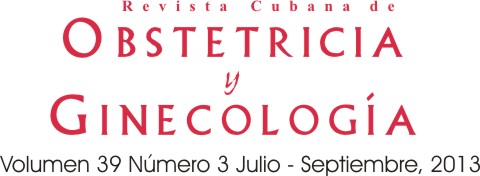 Revista Cubana de
OBSTETRICIA
y
GINECOLOGÍA
Volumen 39 Número 3 Julio - Septiembre, 2013